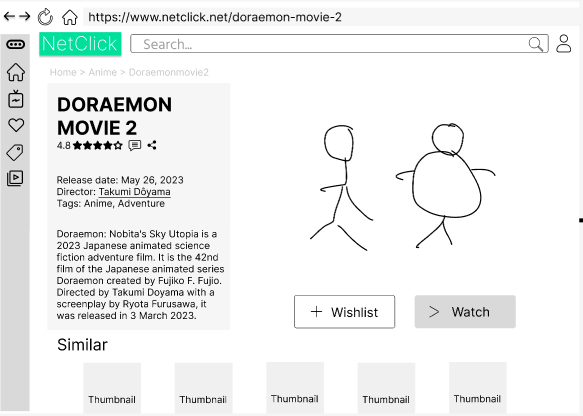 https://www.netclick.net/doraemon-movie-2
NetClick
Search...
Home > Anime > Doraemonmovie2
DORAEMON
MOVIE 2
4.8
Release date: May 26, 2023
Director: Takumi Dōyama
Tags: Anime, Adventure
Doraemon: Nobita's Sky Utopia is a
2023 Japanese animated science
fiction adventure film. It is the 42nd
film of the Japanese animated series
Doraemon created by Fujiko F. Fujio.
Directed by Takumi Doyama with a
screenplay by Ryota Furusawa, it
was released in 3 March 2023.
+ Wishlist
> Watch
Similar
Thumbnail
Thumbnail
Thumbnail
Thumbnail
Thumbnail